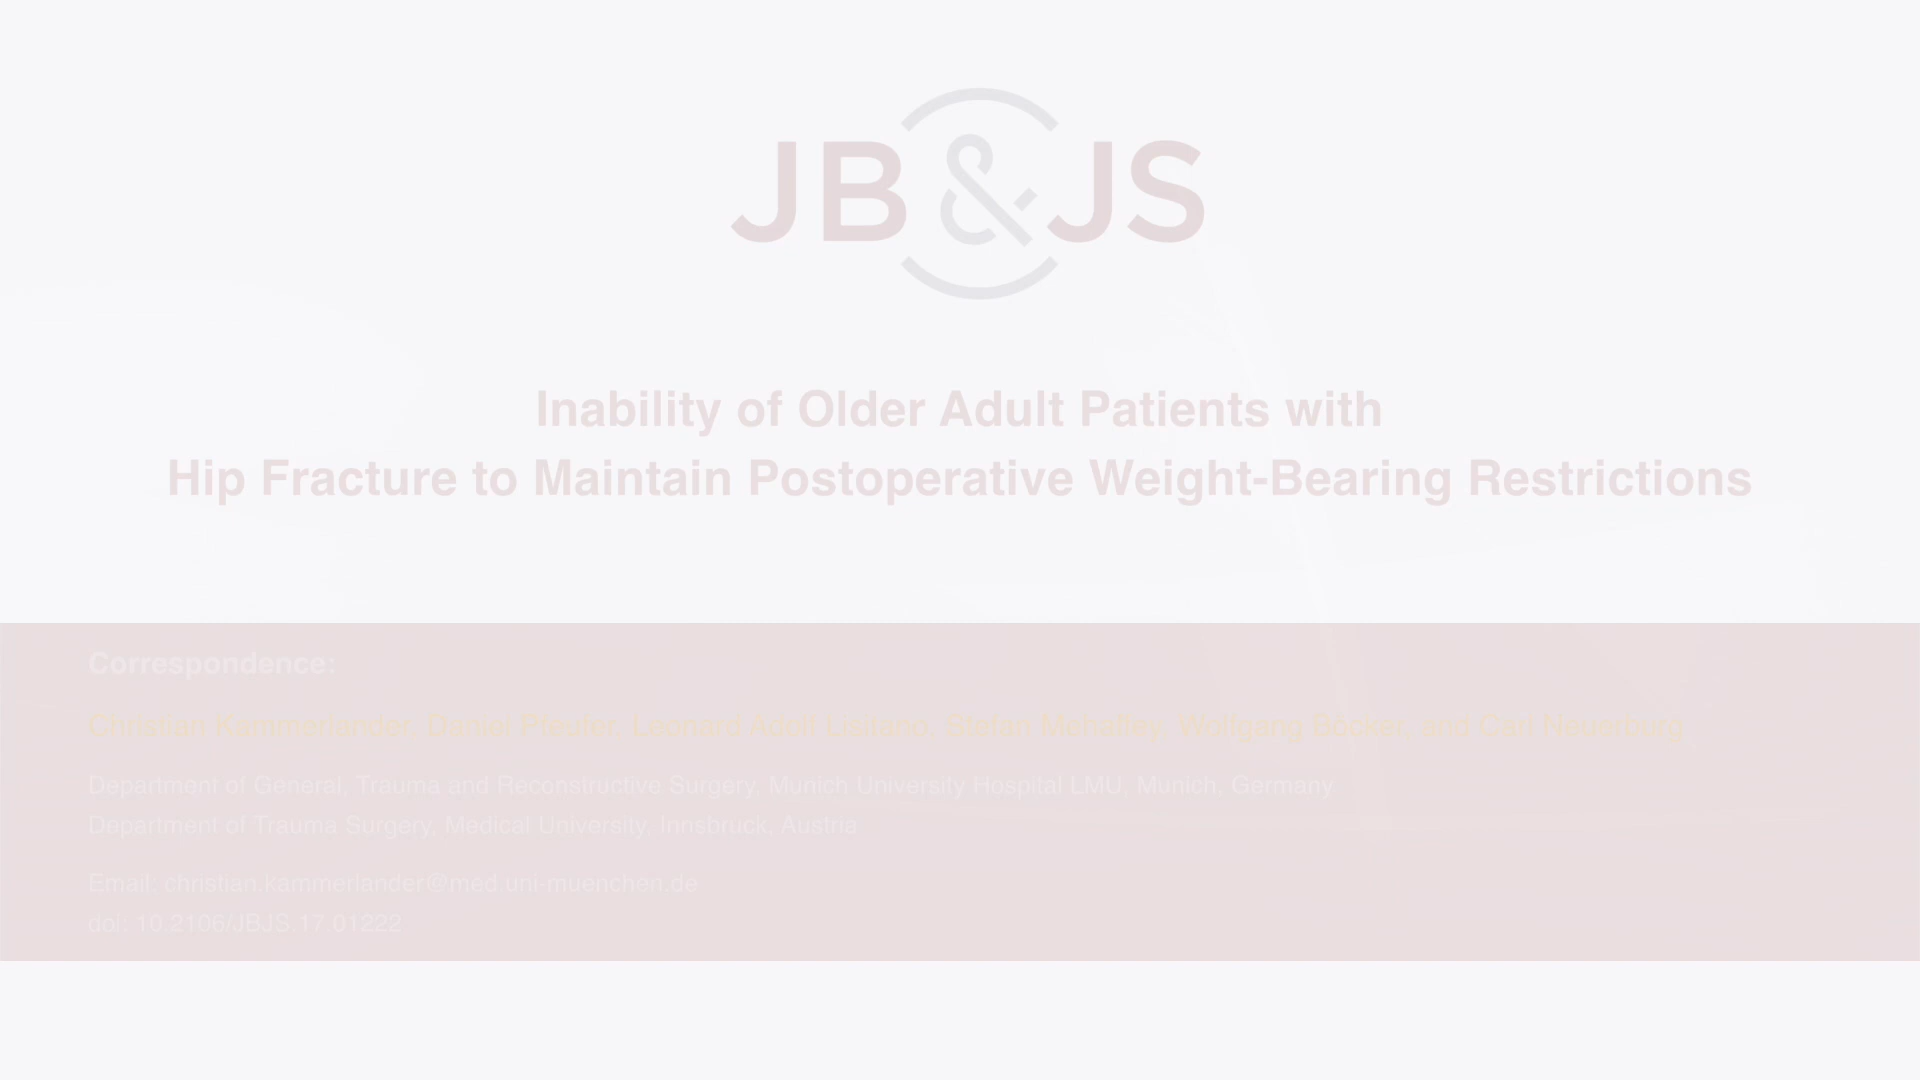 JB&JS
Inability of Older Adult Patients with
Hip Fracture to Maintain Postoperative Weight-Bearing Restrictions
Correspondence:
Christian Kammerlander, Daniel Pfeufer, Leonard Adolf Lisitano, Stefan Mehaffey, Wolfgang Böcker, and Carl Neuerburg
Department of General, Trauma and Reconstructive Surgery, Munich University Hospital LMU, Munich, Germany
Department of Trauma Surgery, Medical University, Innsbruck, Austria
Email: christian.kammerlander@med.uni-muenchen.de
doi: 10.2106/JBJS.17.01222